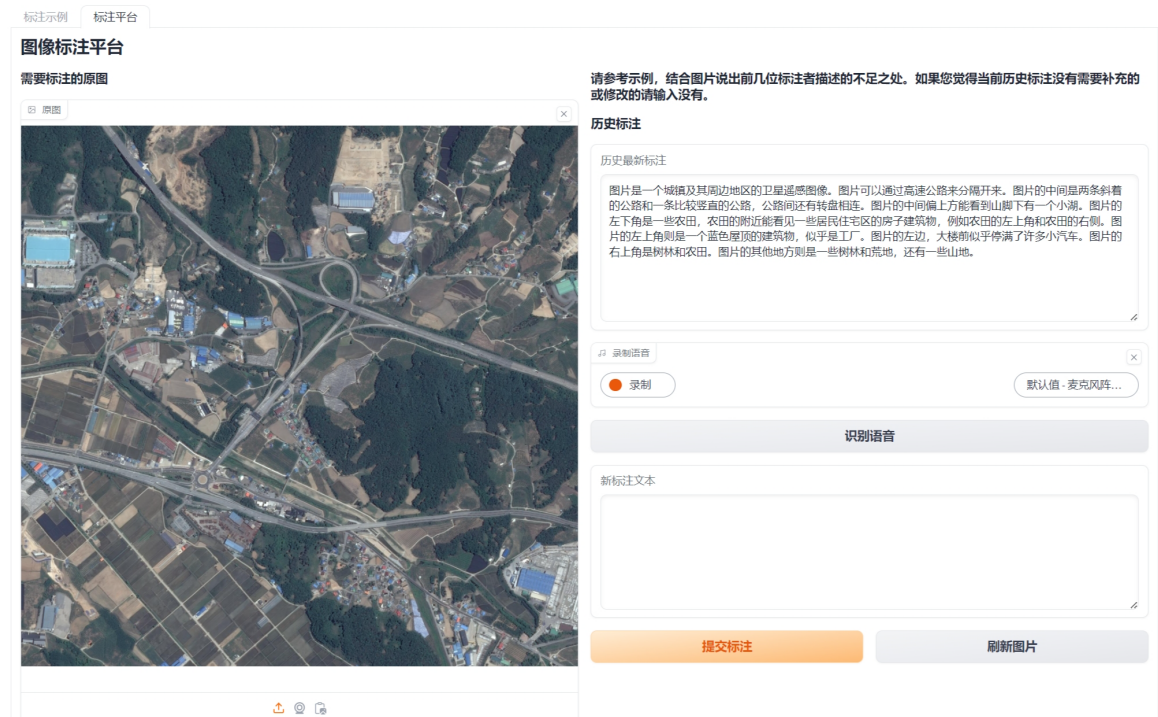 标注示例
标注平台
图像标注平台
需要标注的原图
原图
请参考示例，结合图片说出前几位标注者描述的不足之处。如果您觉得当前历史标注没有需要补充的
或修改的请输入没有。
历史标注
历史最新标注
图片是一个城镇及其周边地区的卫星遥感图像。图片可以通过高速公路来分隔开来。图片的中间是两条斜着
的公路和一条比较竖直的公路，公路间还有转盘相连。图片的中间偏上方能看到山脚下有一个小湖。图片的
左下角是一些农田，农田的附近能看见一些居民住宅区的房子建筑物，例如农田的左上角和农田的右侧。图
片的左上角则是一个蓝色屋顶的建筑物，似乎是工厂。图片的左边，大楼前似乎停满了许多小汽车。图片的
右上角是树林和农田。图片的其他地方则是一些树林和荒地，还有一些山地。
录制语音
录制
默认值 - 麦克风阵...
识别语音
新标注文本
提交标注
刷新图片